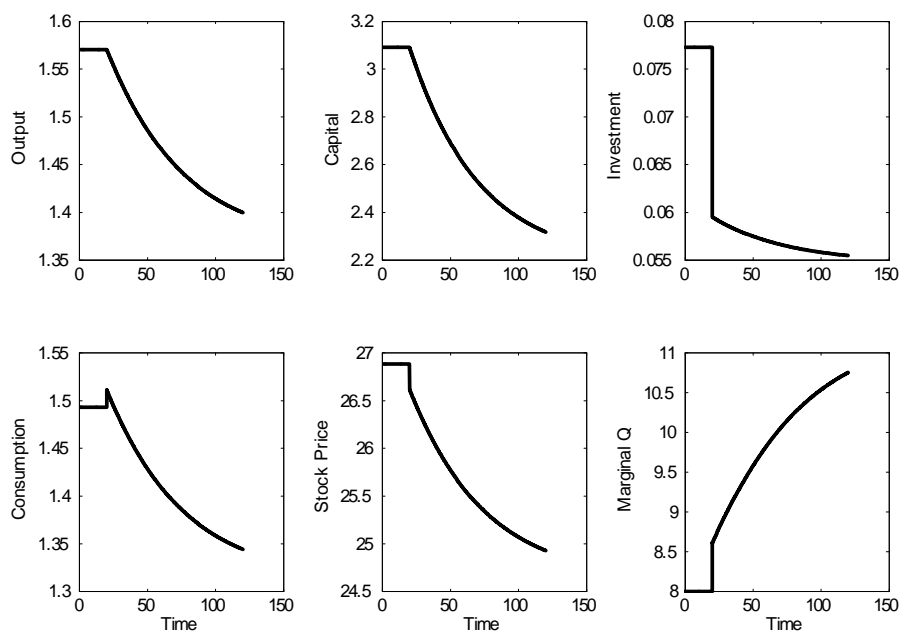 1.6
1.55
1.5
1.45
1.4
1.35
Output
0 50 100 150
3.2
3
2.8
2.6
2.4
2.2
Capital
0 50 100 150
0.08
0.075
0.07
0.065
0.06
0.055
Investment
0 50 100 150
1.55
1.5
1.45
1.4
1.35
1.3
Consumption
0 50 100 150
Time
27
26.5
26
25.5
25
24.5
Stock Price
0 50 100 150
Time
11
10.5
10
9.5
9
8.5
8
Marginal Q
0 50 100 150
Time